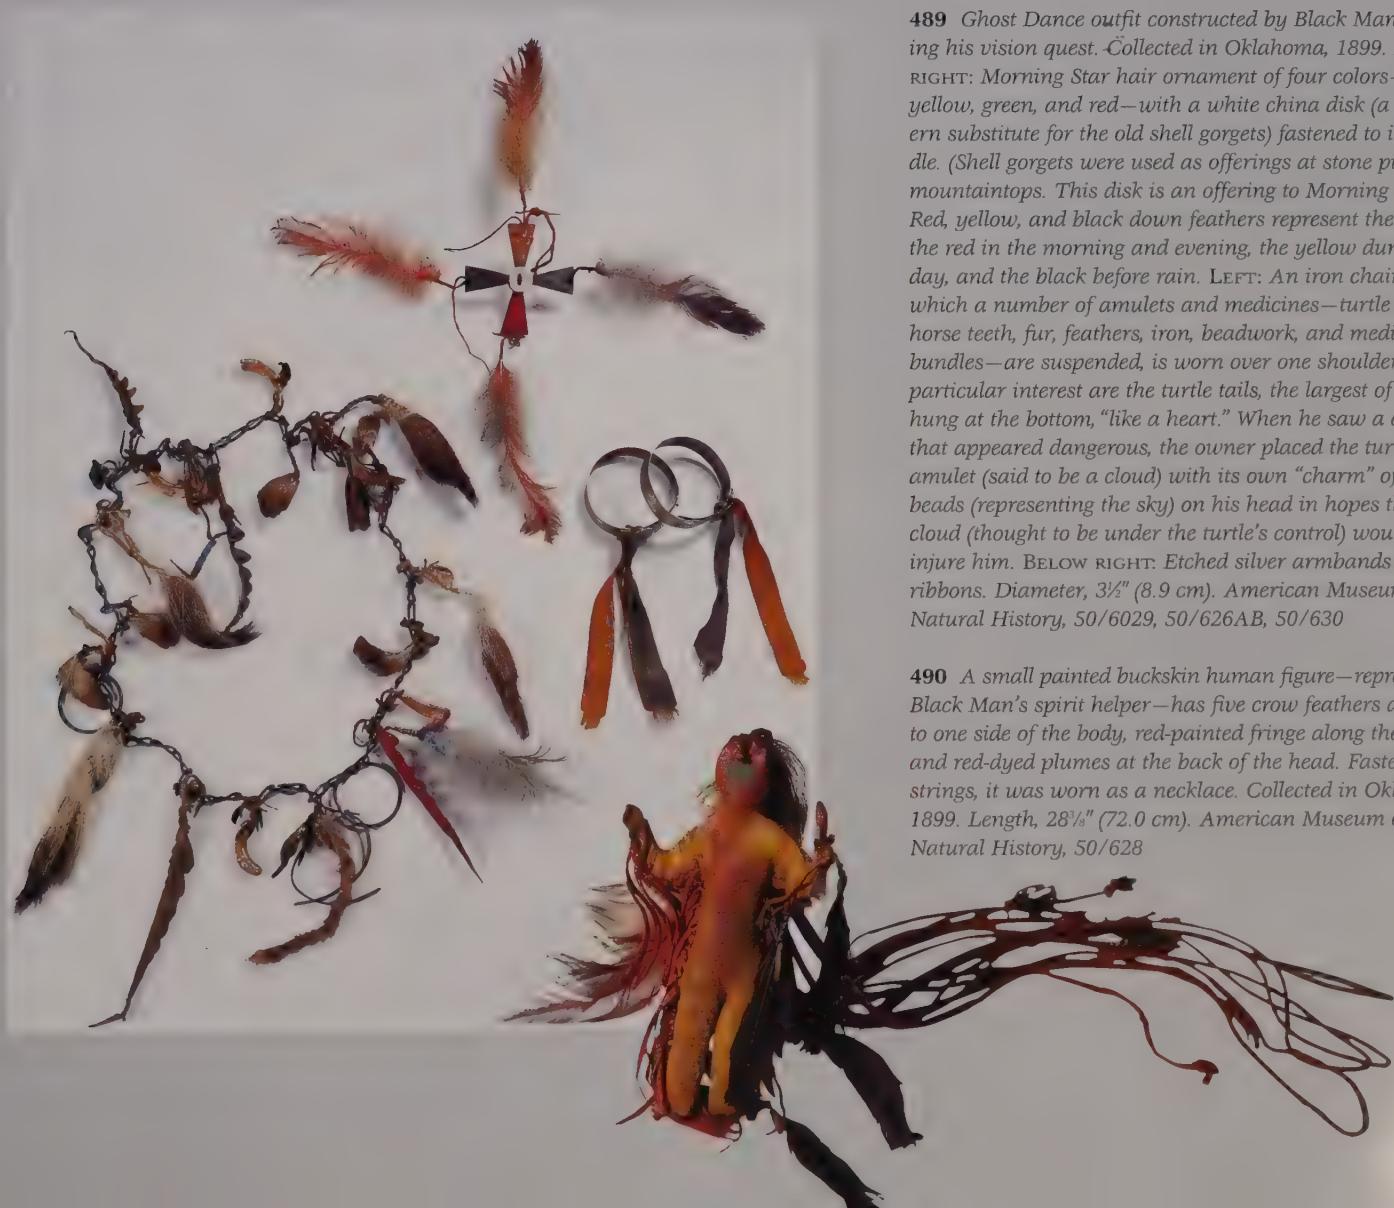 489 Ghost Dance outfit constructed by Black Man
ing his vision quest. Collected in Oklahoma, 1899.
RIGHT: Morning Star hair ornament of four colors—
yellow, green, and red—with a white china disk (a
ern substitute for the old shell gorgets) fastened to i
dle. (Shell gorgets were used as offerings at stone p
mountaintops. This disk is an offering to Morning
Red, yellow, and black down feathers represent the
the red in the morning and evening, the yellow dur
day, and the black before rain. LEFT: An iron chain
which a number of amulets and medicines—turtle
horse teeth, fur, feathers, iron, beadwork, and medi
bundles—are suspended, is worn over one shoulder
particular interest are the turtle tails, the largest of
hung at the bottom, “like a heart.” When he saw a c
that appeared dangerous, the owner placed the tur
amulet (said to be a cloud) with its own “charm” of
beads (representing the sky) on his head in hopes t
cloud (thought to be under the turtle’s control) wou
injure him. BELOW RIGHT: Etched silver armbands
ribbons. Diameter, 3½″ (8.9 cm). American Museum
Natural History, 50/6029, 50/626AB, 50/630
490 A small painted buckskin human figure—repr
Black Man’s spirit helper—has five crow feathers a
to one side of the body, red-painted fringe along the
and red-dyed plumes at the back of the head. Faste
strings, it was worn as a necklace. Collected in Okl
1899. Length, 28⅜″ (72.0 cm). American Museum
Natural History, 50/628